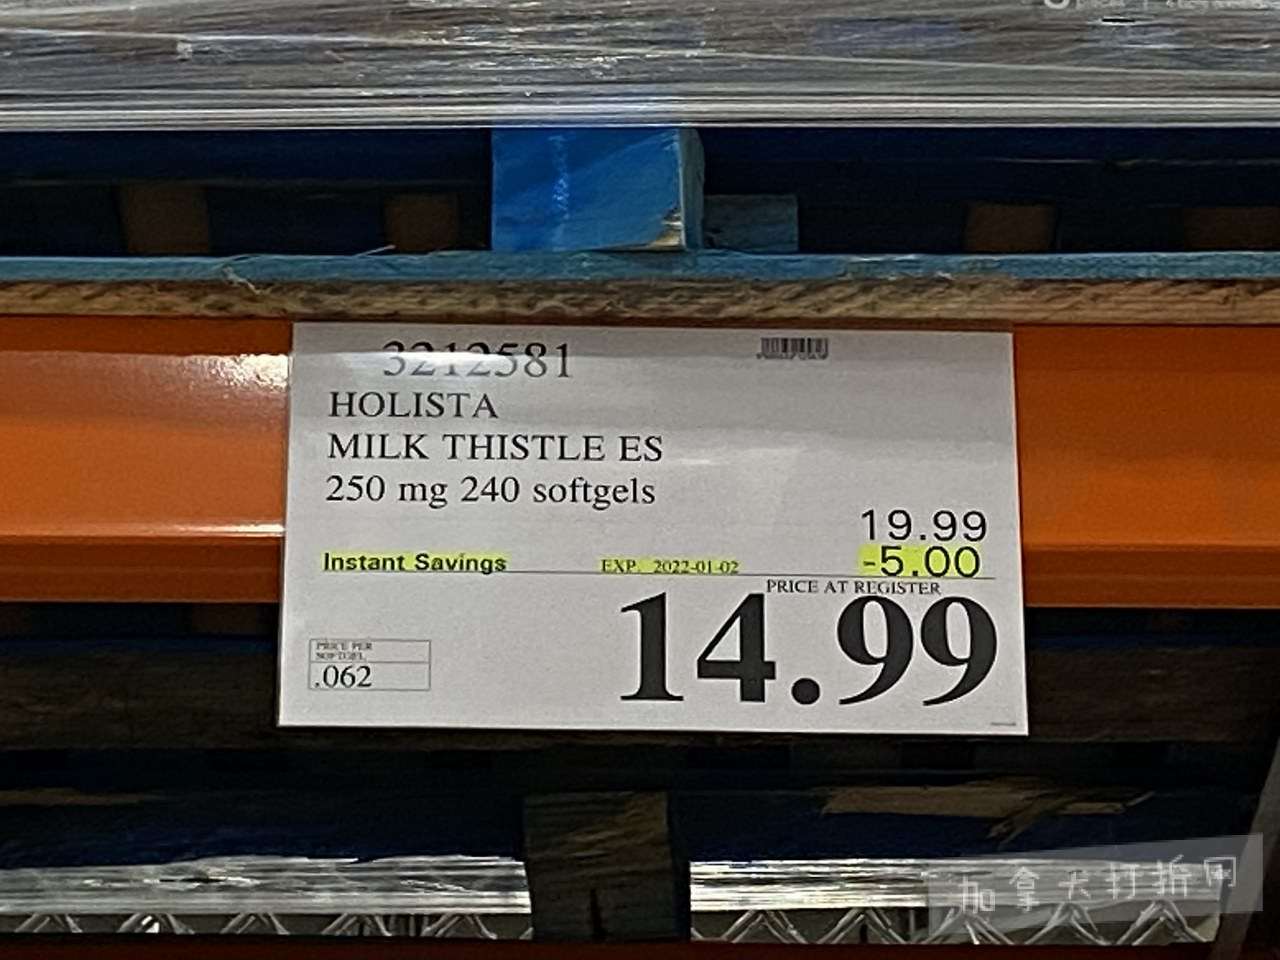 3212581
HOLISTA
MILK THISTLE ES
250 mg 240 softgels
19.99
Instant Savings EXP. 2022-01-02 -5.00
PRICE AT REGISTER
14.99
PRICE PER
SOFTGEL
.062
加拿大打折网